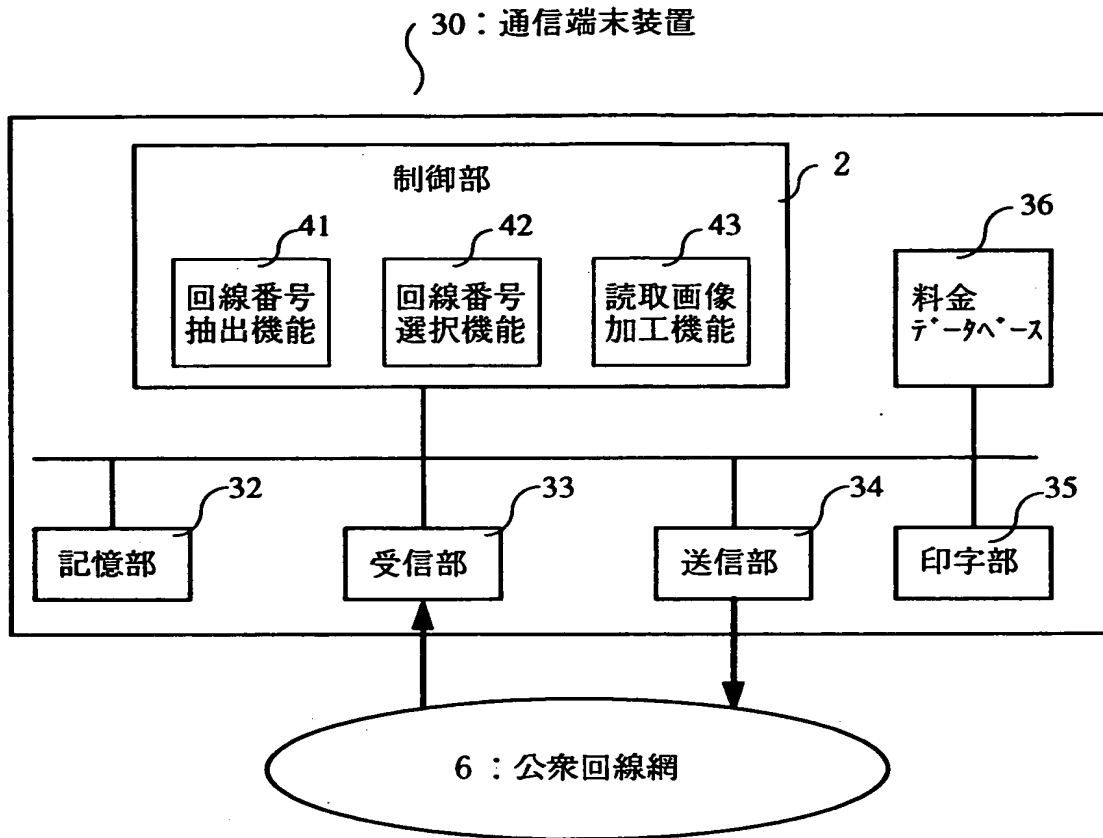 30：通信端末装置
2
制御部
41
42
43
36
回線番号
抽出機能
回線番号
選択機能
読取画像
加工機能
料金
データベース
32
33
34
35
記憶部
受信部
送信部
印字部
6：公衆回線網